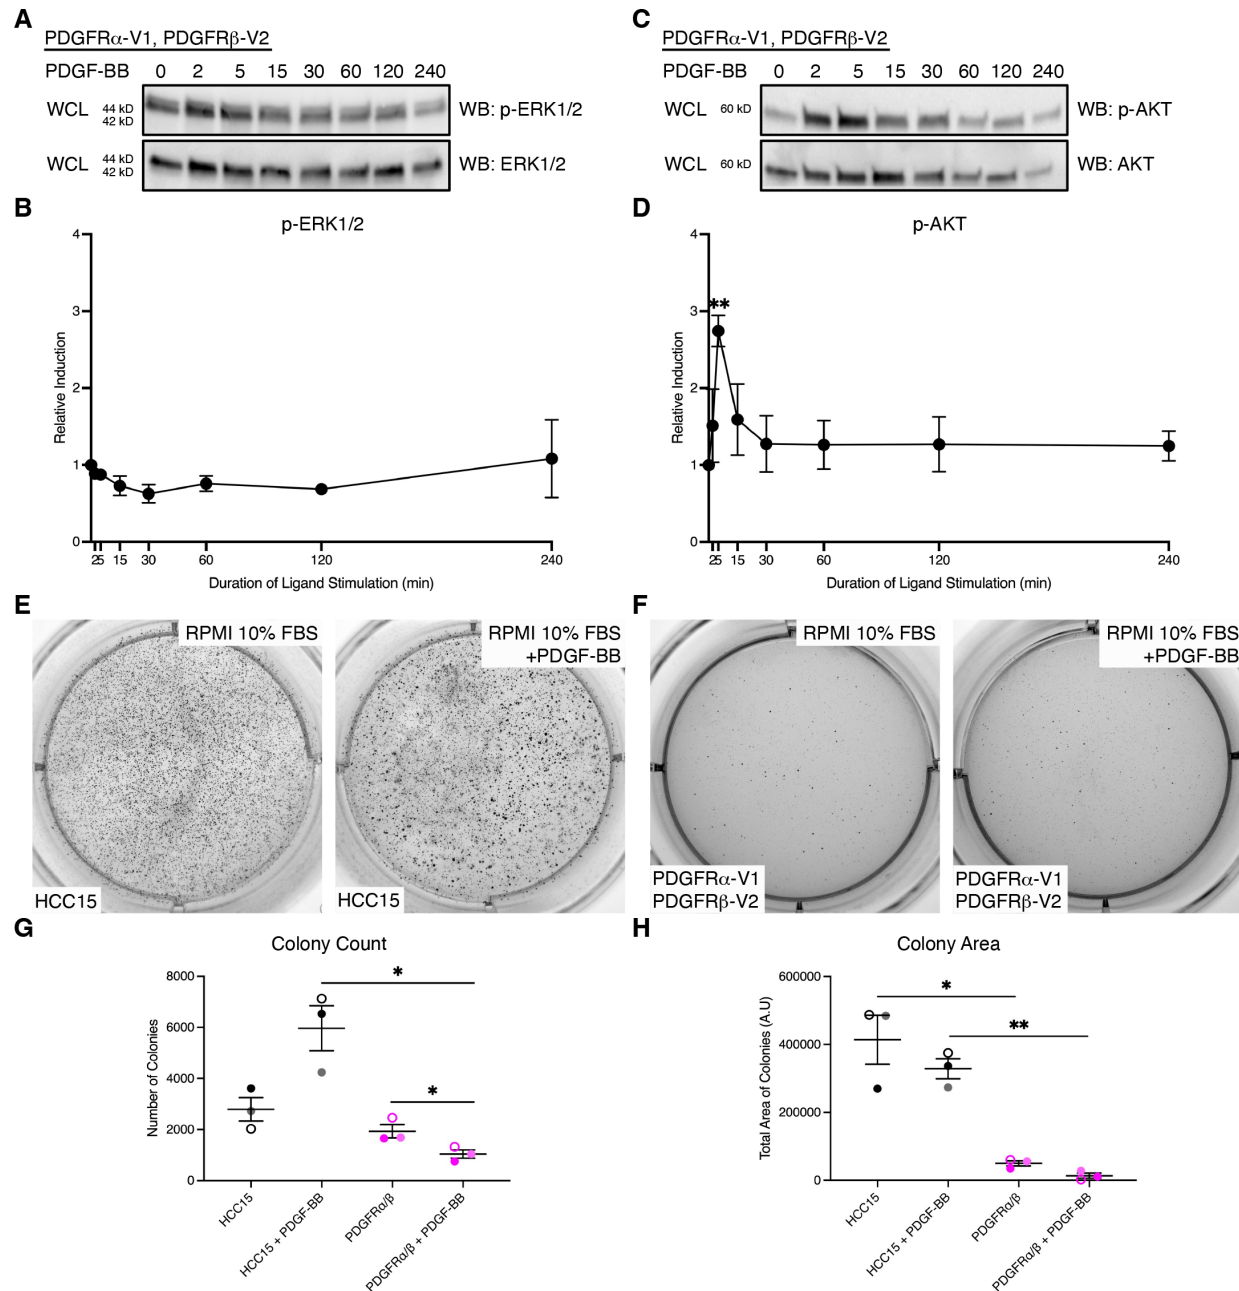 A
PDGFRα-V1, PDGFRβ-V2
PDGF-BB 0 2 5 15 30 60 120 240
WCL 44 kD 42 kD WB: p-ERK1/2
WCL 44 kD 42 kD WB: ERK1/2
B
p-ERK1/2
Relative Induction
4
3
2
1
0
2 5 15 30 60 120 240
Duration of Ligand Stimulation (min)
C
PDGFRα-V1, PDGFRβ-V2
PDGF-BB 0 2 5 15 30 60 120 240
WCL 60 kD WB: p-AKT
WCL 60 kD WB: AKT
D
p-AKT
Relative Induction
4
3
2
1
0
**
2 5 15 30 60 120 240
Duration of Ligand Stimulation (min)
E
RPMI 10% FBS
HCC15
RPMI 10% FBS
+PDGF-BB
HCC15
F
RPMI 10% FBS
PDGFRα-V1
PDGFRβ-V2
RPMI 10% FBS
+PDGF-BB
PDGFRα-V1
PDGFRβ-V2
G
Colony Count
Number of Colonies
8000
6000
4000
2000
0
*
*
HCC15
HCC15 + PDGF-BB
PDGFRα/β
PDGFRα/β + PDGF-BB
H
Colony Area
Total Area of Colonies (A.U)
600000
400000
200000
0
*
**
HCC15
HCC15 + PDGF-BB
PDGFRα/β
PDGFRα/β + PDGF-BB